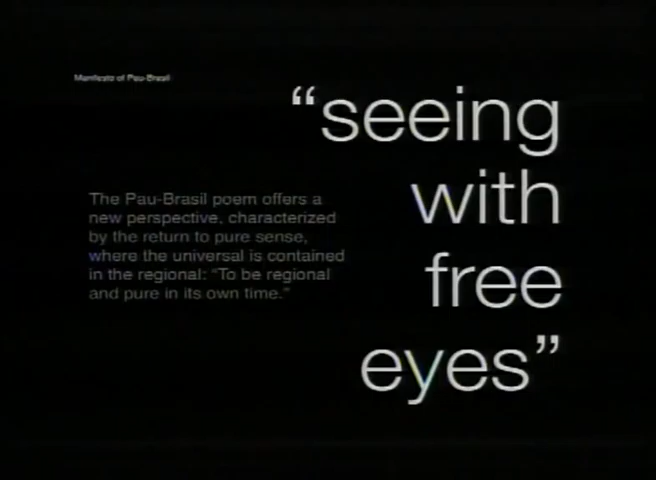 Manifesto of Pau-Brasil
“seeing
with
free
eyes”
The Pau-Brasil poem offers a
new perspective, characterized
by the return to pure sense,
where the universal is contained
in the regional: “To be regional
and pure in its own time.”